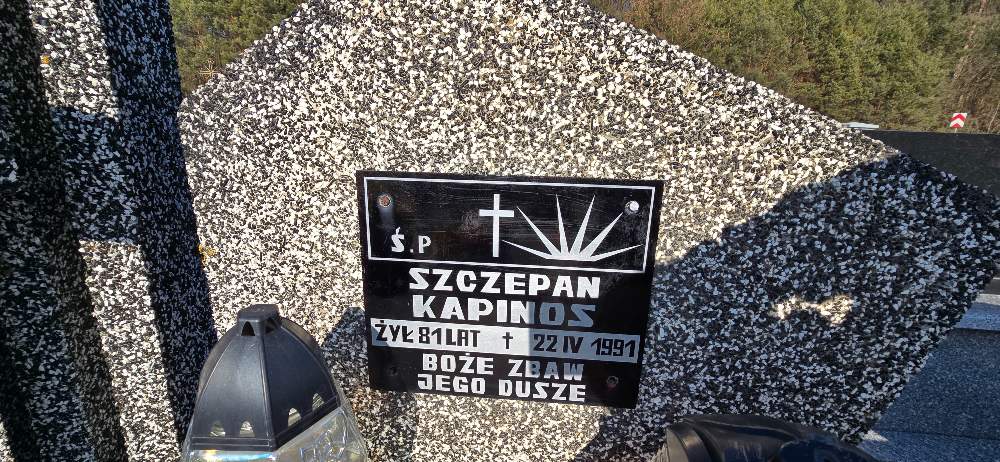 Ś.P
SZCZEPAN
KAPINOS
ŻYŁ 81 LAT † 22 IV 1991
BOŻE ZBAW
JEGO DUSZE